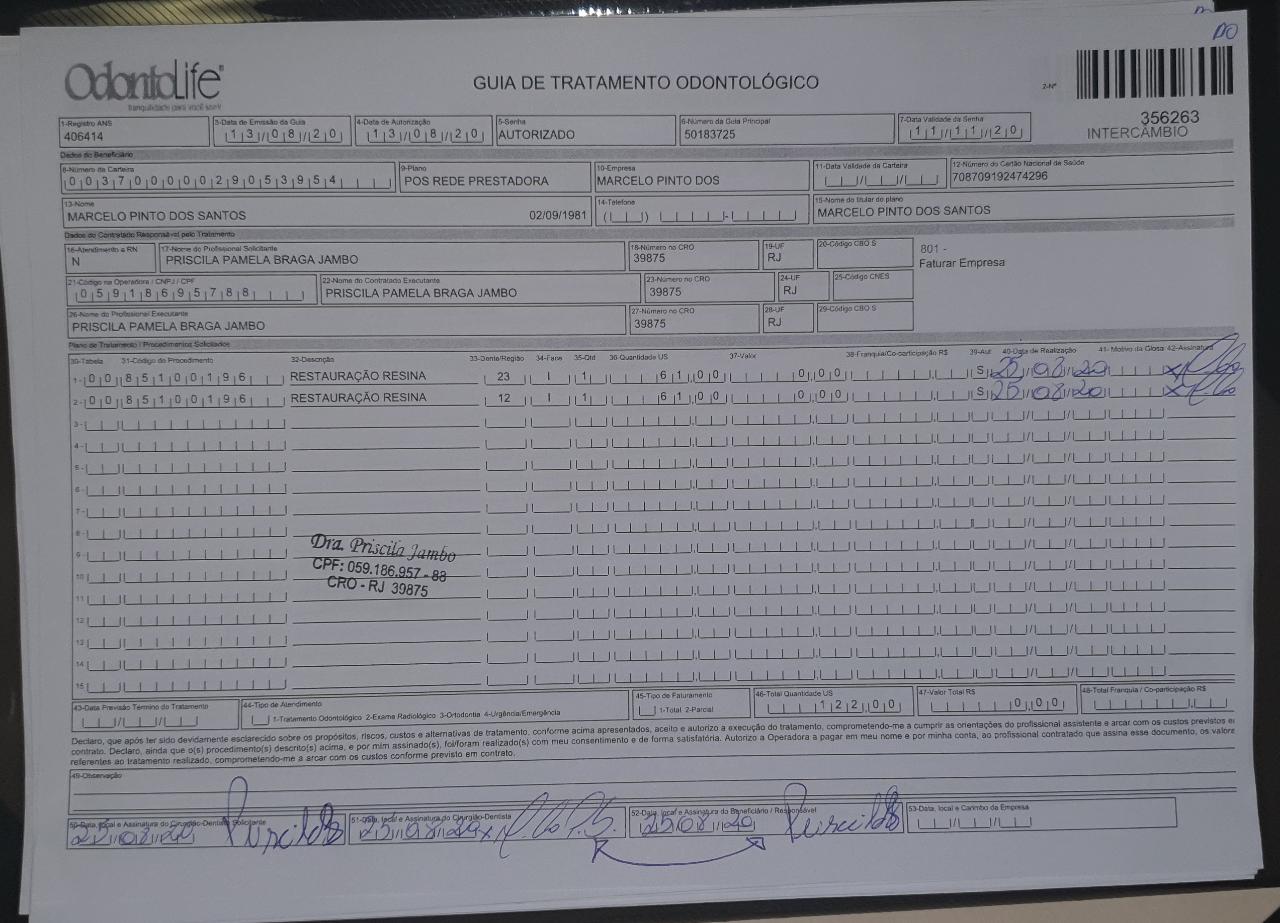 DO
OdontoLife®
tranquilidade para você sorrir
GUIA DE TRATAMENTO ODONTOLÓGICO
2-Nº
356263
INTERCÂMBIO
1-Registro ANS 3-Data de Emissão da Guia 4-Data de Autorização 5-Senha 6-Número da Guia Principal 7-Data Validade da Senha
406414 13/08/20 13/08/20 AUTORIZADO 50183725 11/11/20
Dados do Beneficiário
8-Número da Carteira 9-Plano 10-Empresa 11-Data Validade da Carteira 12-Número do Cartão Nacional de Saúde
00370000029053954 POS REDE PRESTADORA MARCELO PINTO DOS 708709192474296
13-Nome 14-Telefone 15-Nome do titular do plano
MARCELO PINTO DOS SANTOS 02/09/1981 MARCELO PINTO DOS SANTOS
Dados do Contratado Responsável pelo Tratamento
16-Atendimento a RN 17-Nome do Profissional Solicitante 18-Número no CRO 19-UF 20-Código CBO S
N PRISCILA PAMELA BRAGA JAMBO 39875 RJ
801 -
Faturar Empresa
21-Código na Operadora / CNPJ / CPF 22-Nome do Contratado Executante 23-Número no CRO 24-UF 25-Código CNES
05918695788 PRISCILA PAMELA BRAGA JAMBO 39875 RJ
26-Nome do Profissional Executante 27-Número no CRO 28-UF 29-Código CBO S
PRISCILA PAMELA BRAGA JAMBO 39875 RJ
Plano de Tratamento / Procedimentos Solicitados
30-Tabela 31-Código do Procedimento 32-Descrição 33-Dente/Região 34-Face 35-Qtd 36-Quantidade US 37-Valor 38-Franquia/Co-participação R$ 39-Aut 40-Data de Realização 41- Motivo da Glosa 42-Assinatura
1- 00 85100196 RESTAURAÇÃO RESINA 23 I 1 61,00 0,00 S 25/08/20 x
2- 00 85100196 RESTAURAÇÃO RESINA 12 I 1 61,00 0,00 S 25/08/20 x
3-
4-
5-
6-
7-
8-
9-
10-
11-
12-
13-
14-
15-
Dra. Priscila Jambo
CPF: 059.186.957-88
CRO - RJ 39875
43-Data Previsão Término do Tratamento 44-Tipo de Atendimento 45-Tipo de Faturamento 46-Total Quantidade US 47-Valor Total R$ 48-Total Franquia / Co-participação R$
1-Tratamento Odontológico 2-Exame Radiológico 3-Ortodontia 4-Urgência/Emergência 1-Total 2-Parcial 122,00 0,00
Declaro, que após ter sido devidamente esclarecido sobre os propósitos, riscos, custos e alternativas de tratamento, conforme acima apresentados, aceito e autorizo a execução do tratamento, comprometendo-me a cumprir as orientações do profissional assistente e arcar com os custos previstos e
contrato. Declaro, ainda que o(s) procedimento(s) descrito(s) acima, e por mim assinado(s), foi/foram realizado(s) com meu consentimento e de forma satisfatória. Autorizo a Operadora a pagar em meu nome e por minha conta, ao profissional contratado que assina esse documento, os valore
referentes ao tratamento realizado, comprometendo-me a arcar com os custos conforme previsto em contrato.
49-Observação
50-Data, local e Assinatura do Cirurgião-Dentista Solicitante 51-Data, local e Assinatura do Cirurgião-Dentista 52-Data, local e Assinatura do Beneficiário / Responsável 53-Data, local e Carimbo da Empresa
25/08/20 Priscila 25/08/20 x 25/08/20 Priscila